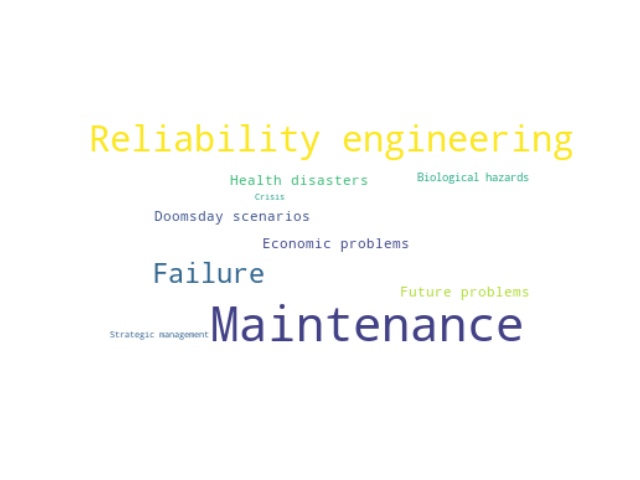 Reliability engineering
Health disasters
Biological hazards
Crisis
Doomsday scenarios
Economic problems
Failure
Future problems
Maintenance
Strategic management